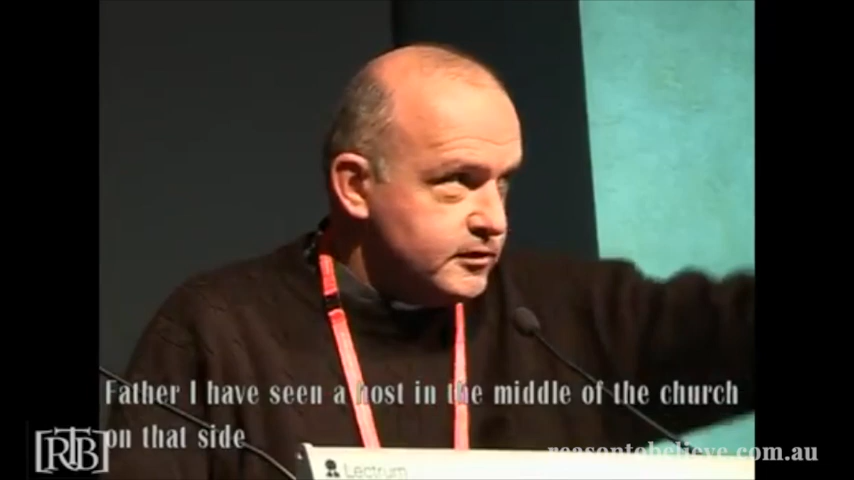 Father I have seen a host in the middle of the church
on that side
RTB
reasontobelieve.com.au
Lectrum